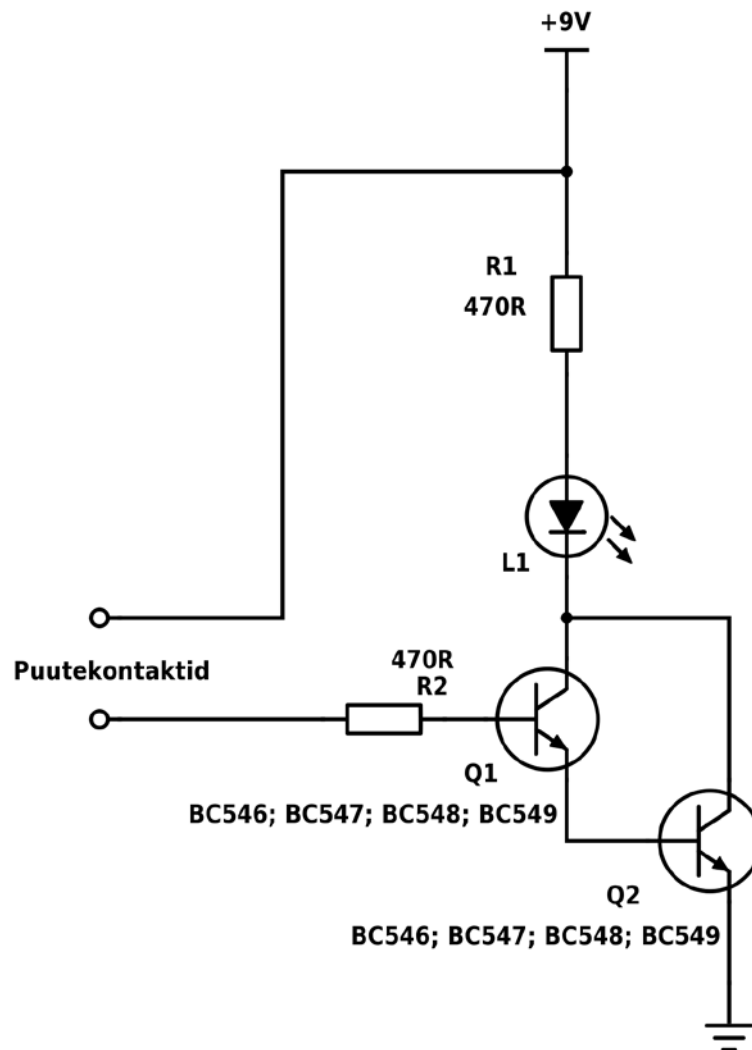 +9V
R1
470R
L1
Puutekontaktid
470R
R2
Q1
BC546; BC547; BC548; BC549
Q2
BC546; BC547; BC548; BC549